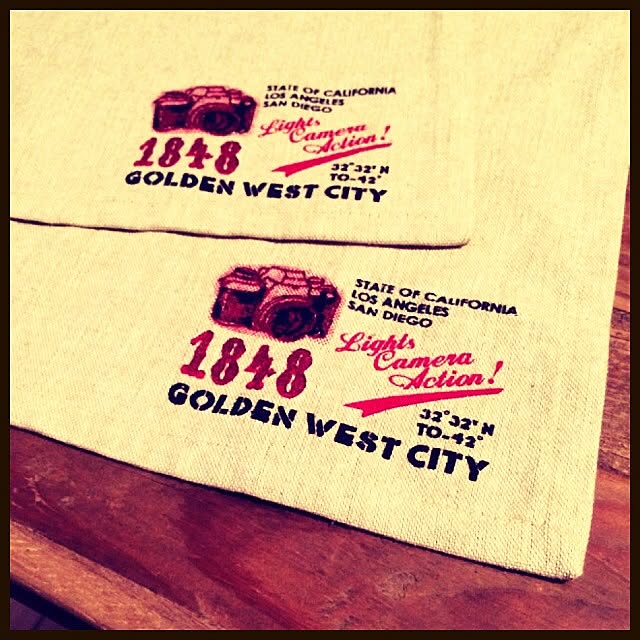 STATE OF CALIFORNIA
LOS ANGELES
SAN DIEGO
Lights
Camera
Action!
1848
32°32' N
TO-42°
GOLDEN WEST CITY
STATE OF CALIFORNIA
LOS ANGELES
SAN DIEGO
Lights
Camera
Action!
1848
32°32' N
TO-42°
GOLDEN WEST CITY